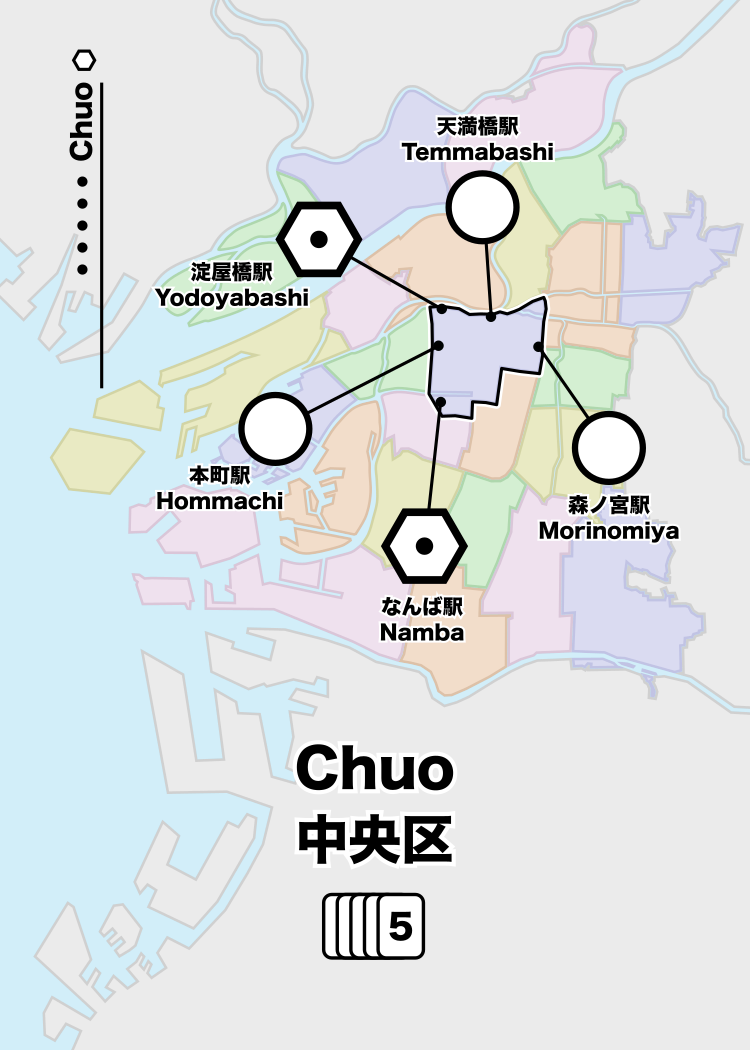 Chuo
天満橋駅
Temmabashi
淀屋橋駅
Yodoyabashi
本町駅
Hommachi
森ノ宮駅
Morinomiya
なんば駅
Namba
Chuo
中央区
5